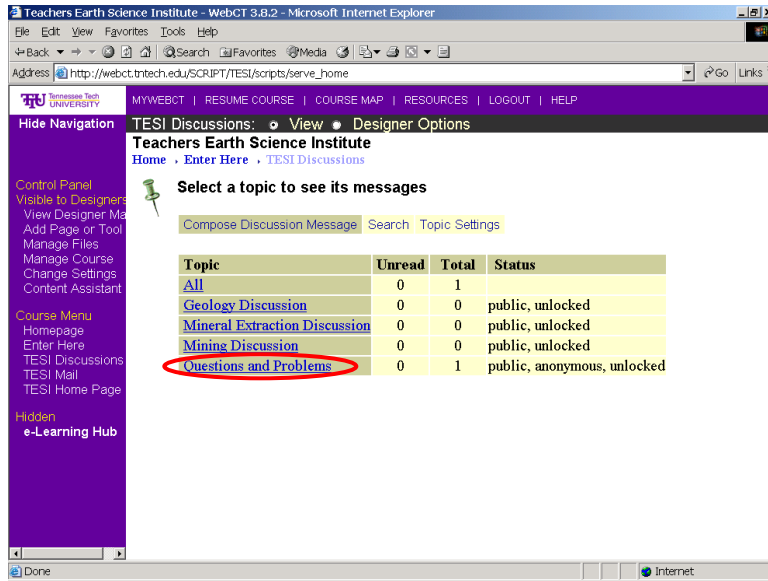 Teachers Earth Science Institute - WebCT 3.8.2 - Microsoft Internet Explorer
File Edit View Favorites Tools Help
Back Search Favorites Media
Address http://webct.tntech.edu/SCRIPT/TESI/scripts/serve_home Go Links
TTU Tennessee Tech UNIVERSITY
MYWEBCT | RESUME COURSE | COURSE MAP | RESOURCES | LOGOUT | HELP
Hide Navigation
TESI Discussions: View Designer Options
Teachers Earth Science Institute
Home › Enter Here › TESI Discussions
Control Panel
Visible to Designers
View Designer Ma
Add Page or Tool
Manage Files
Manage Course
Change Settings
Content Assistant
Course Menu
Homepage
Enter Here
TESI Discussions
TESI Mail
TESI Home Page
Hidden
e-Learning Hub
Select a topic to see its messages
Compose Discussion Message Search Topic Settings
Topic Unread Total Status
All 0 1
Geology Discussion 0 0 public, unlocked
Mineral Extraction Discussion 0 0 public, unlocked
Mining Discussion 0 0 public, unlocked
Questions and Problems 0 1 public, anonymous, unlocked
Done Internet